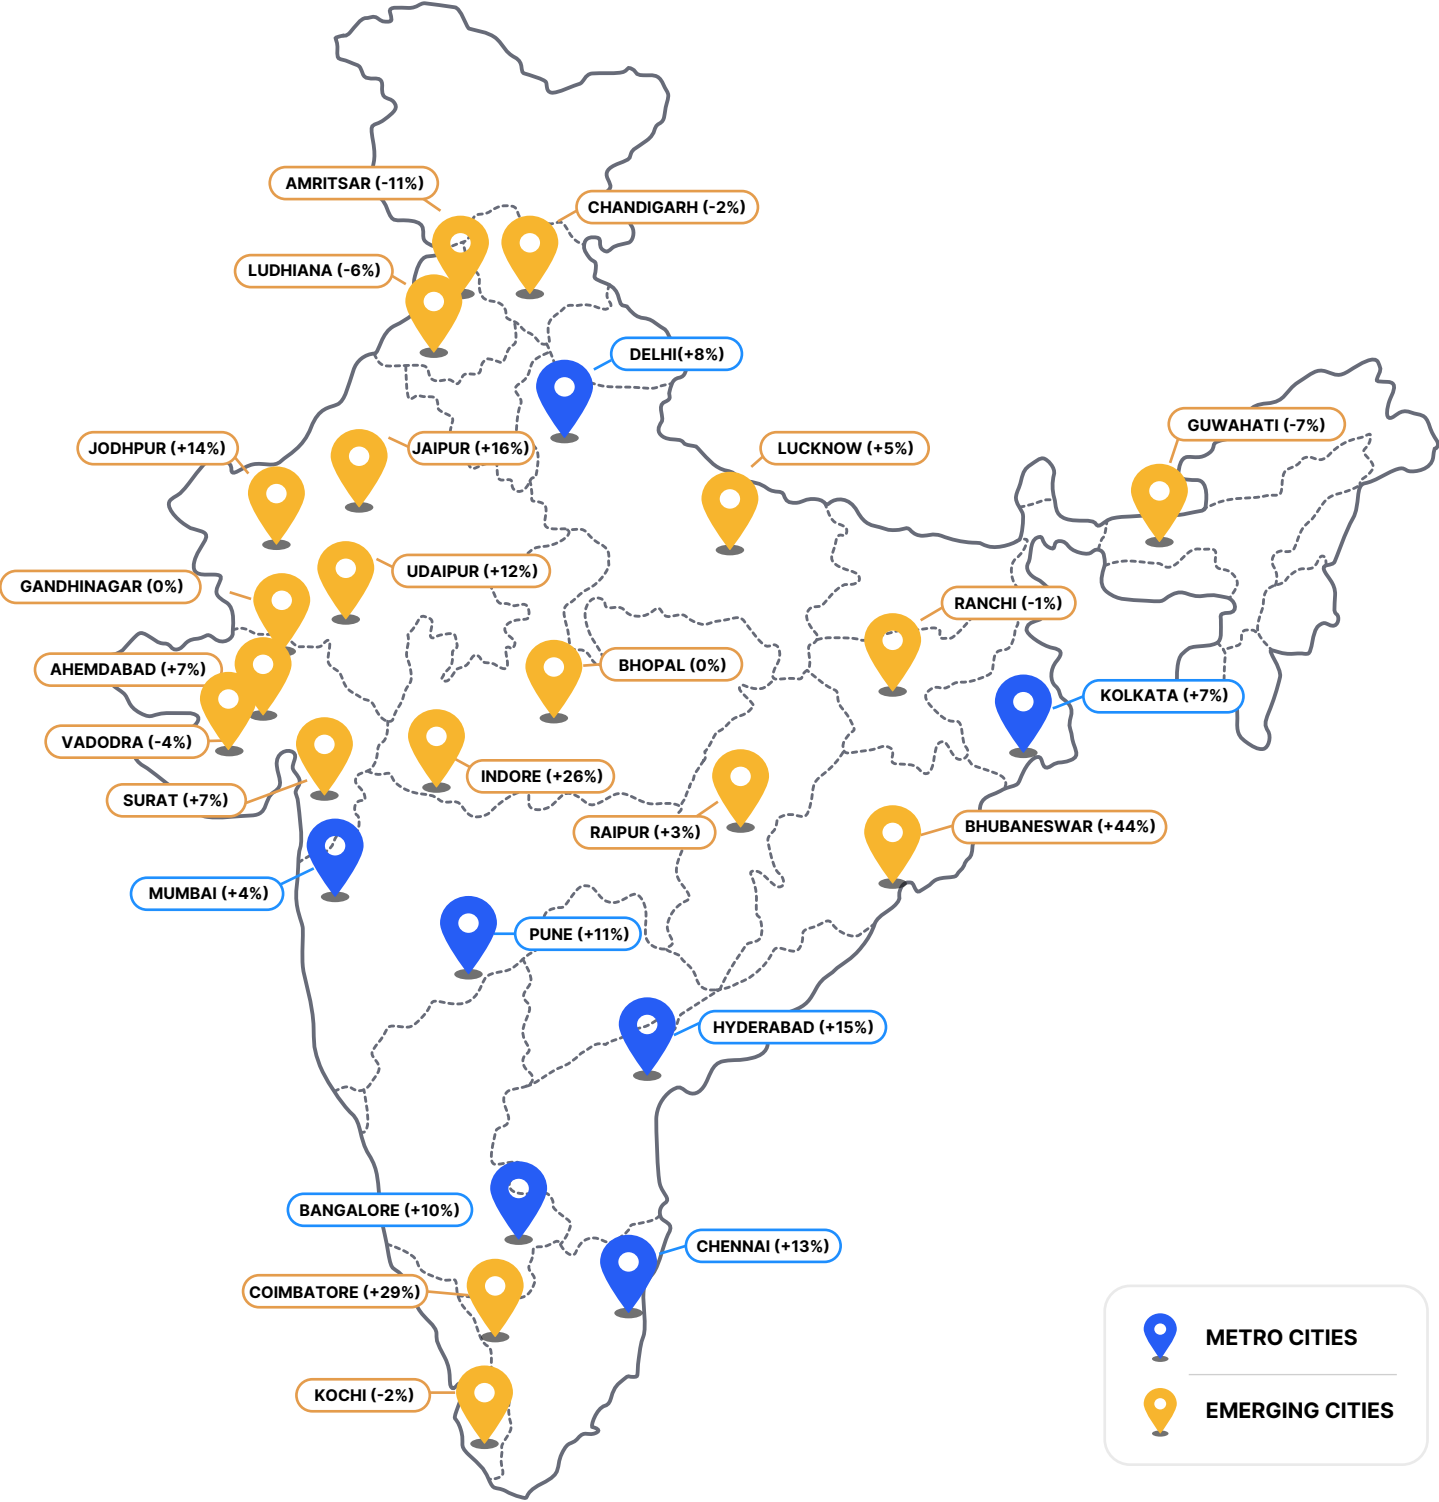 AMRITSAR (-11%)
CHANDIGARH (-2%)
LUDHIANA (-6%)
DELHI(+8%)
GUWAHATI (-7%)
JODHPUR (+14%)
JAIPUR (+16%)
LUCKNOW (+5%)
UDAIPUR (+12%)
GANDHINAGAR (0%)
RANCHI (-1%)
AHEMDABAD (+7%)
BHOPAL (0%)
KOLKATA (+7%)
VADODRA (-4%)
INDORE (+26%)
SURAT (+7%)
RAIPUR (+3%)
BHUBANESWAR (+44%)
MUMBAI (+4%)
PUNE (+11%)
HYDERABAD (+15%)
BANGALORE (+10%)
CHENNAI (+13%)
COIMBATORE (+29%)
METRO CITIES
KOCHI (-2%)
EMERGING CITIES